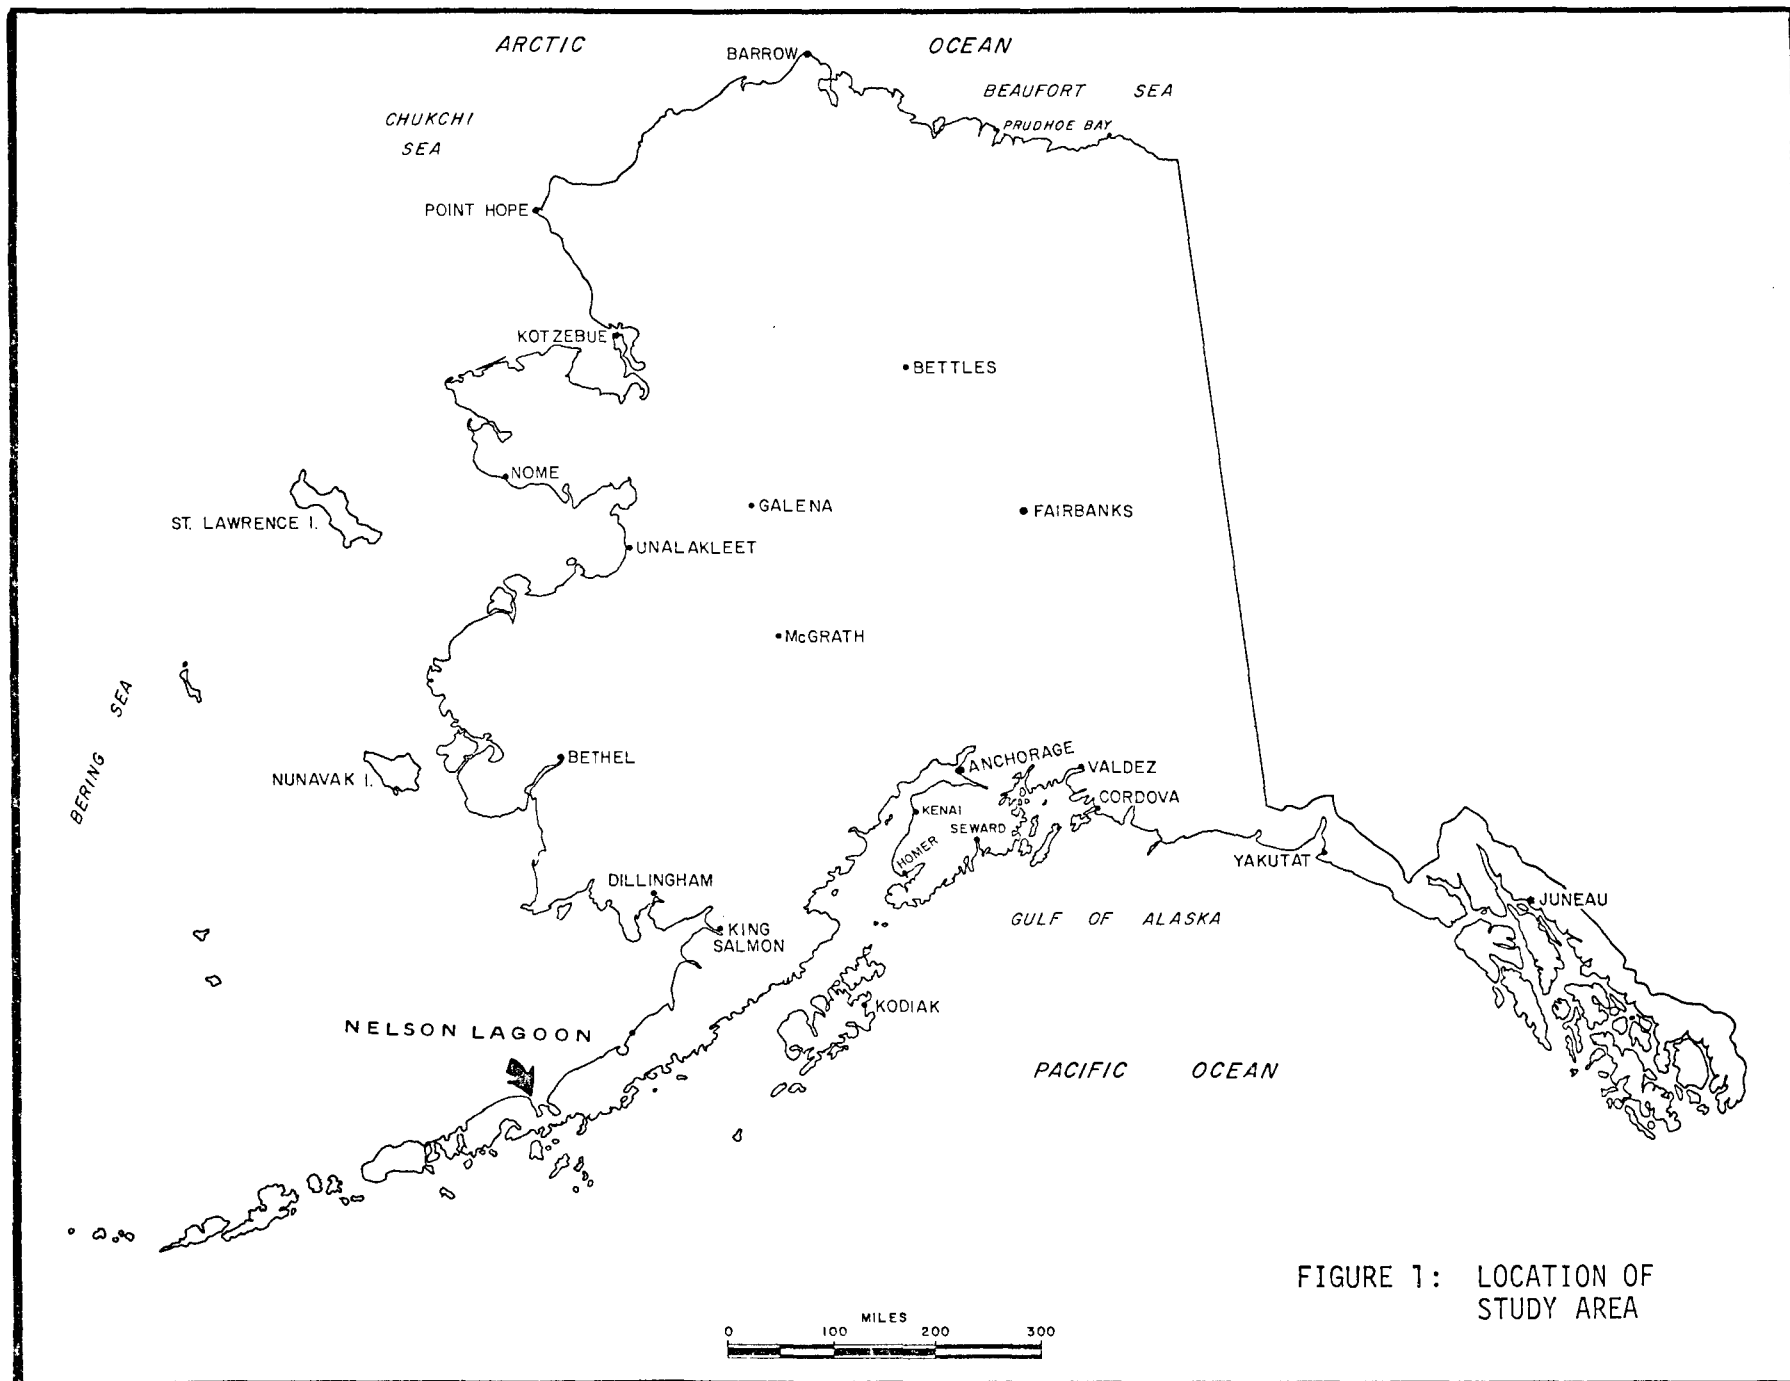 ARCTIC OCEAN
BARROW
BEAUFORT SEA
CHUKCHI
SEA
PRUDHOE BAY
POINT HOPE
KOTZEBUE
BETTLES
NOME
GALENA
FAIRBANKS
ST. LAWRENCE I.
UNALAKLEET
McGRATH
BERING SEA
BETHEL
ANCHORAGE
VALDEZ
NUNAVAK I.
CORDOVA
KENAI
SEWARD
HOMER
YAKUTAT
DILLINGHAM
JUNEAU
GULF OF ALASKA
KING
SALMON
KODIAK
NELSON LAGOON
PACIFIC OCEAN
FIGURE 1: LOCATION OF
STUDY AREA
MILES
0 100 200 300